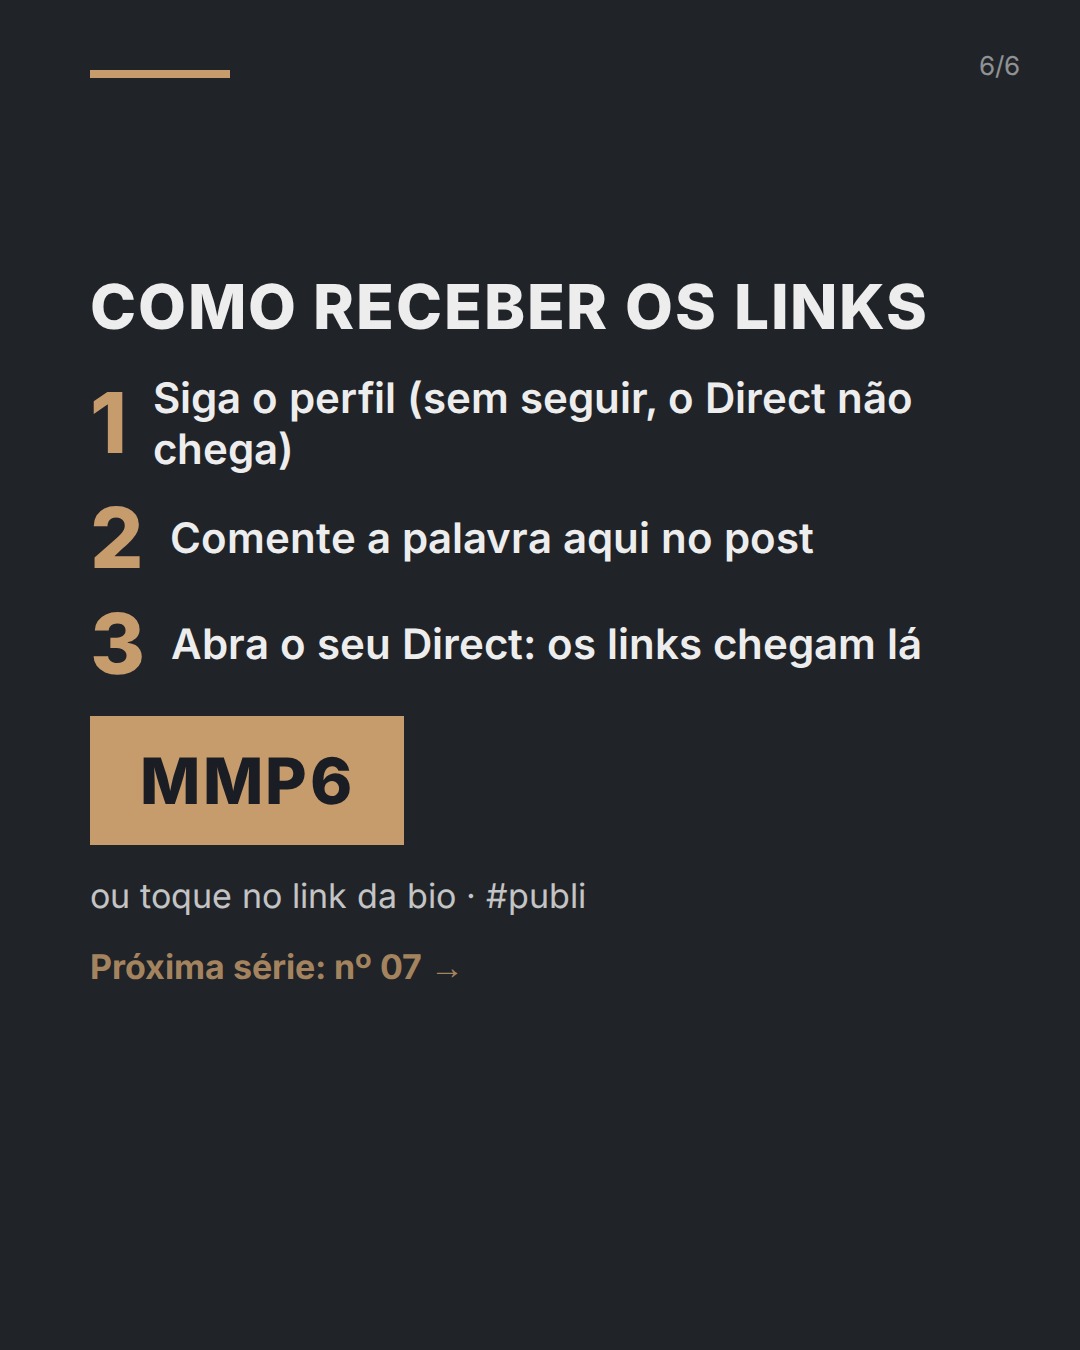 6/6
COMO RECEBER OS LINKS
1 Siga o perfil (sem seguir, o Direct não
chega)
2 Comente a palavra aqui no post
3 Abra o seu Direct: os links chegam lá
MMP6
ou toque no link da bio · #publi
Próxima série: nº 07 →